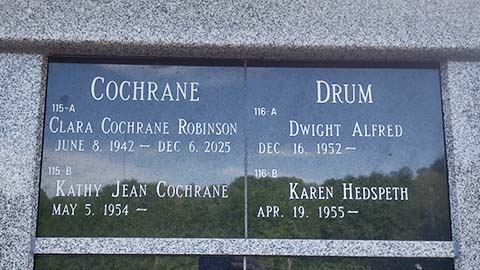 COCHRANE
115-A
CLARA COCHRANE ROBINSON
JUNE 8, 1942 ~ DEC 6, 2025
115-B
KATHY JEAN COCHRANE
MAY 5, 1954 ~
DRUM
116-A
DWIGHT ALFRED
DEC. 16, 1952~
116-B
KAREN HEDSPETH
APR. 19, 1955~